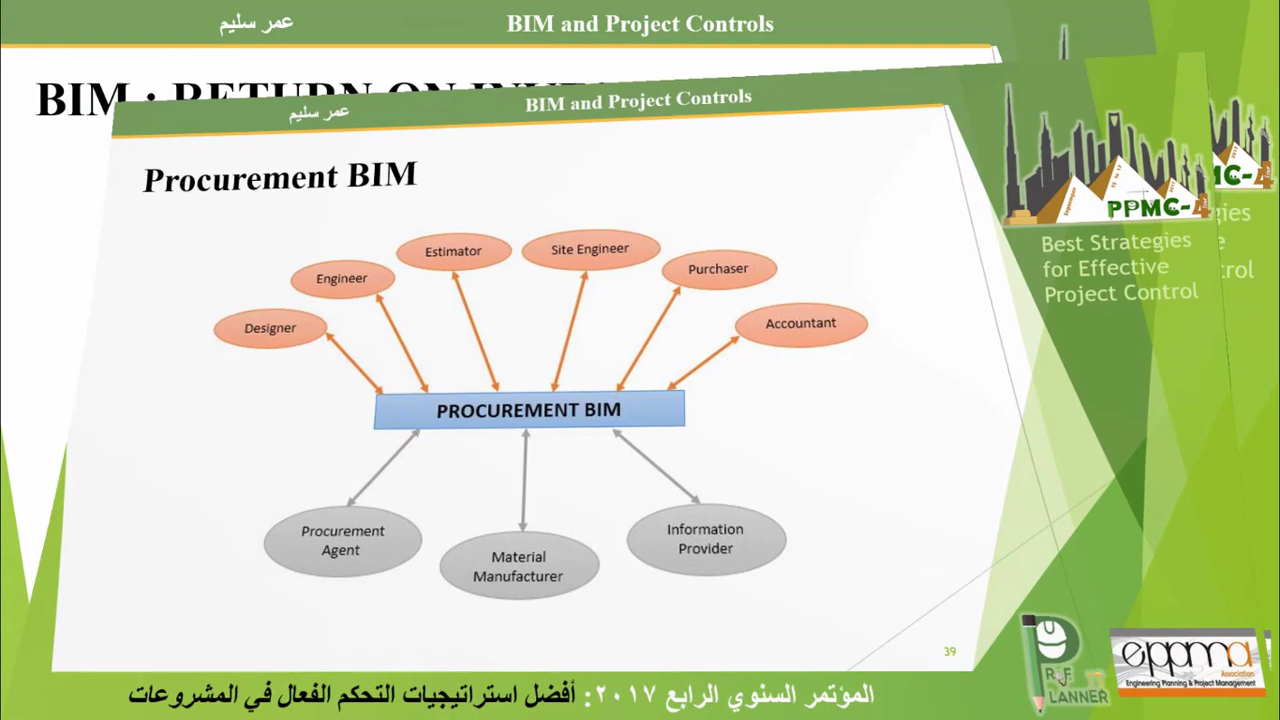 عمر سليم
BIM and Project Controls
BIM : RETURN ON
عمر سليم
BIM and Project Controls
Procurement BIM
Designer
Engineer
Estimator
Site Engineer
Purchaser
Accountant
PROCUREMENT BIM
Procurement
Agent
Material
Manufacturer
Information
Provider
39
PPMC-4
Best Strategies
for Effective
Project Control
PLANNER
eppma
Association
Engineering Planning & Project Management
المؤتمر السنوي الرابع ٢٠١٧: أفضل استراتيجيات التحكم الفعال في المشروعات